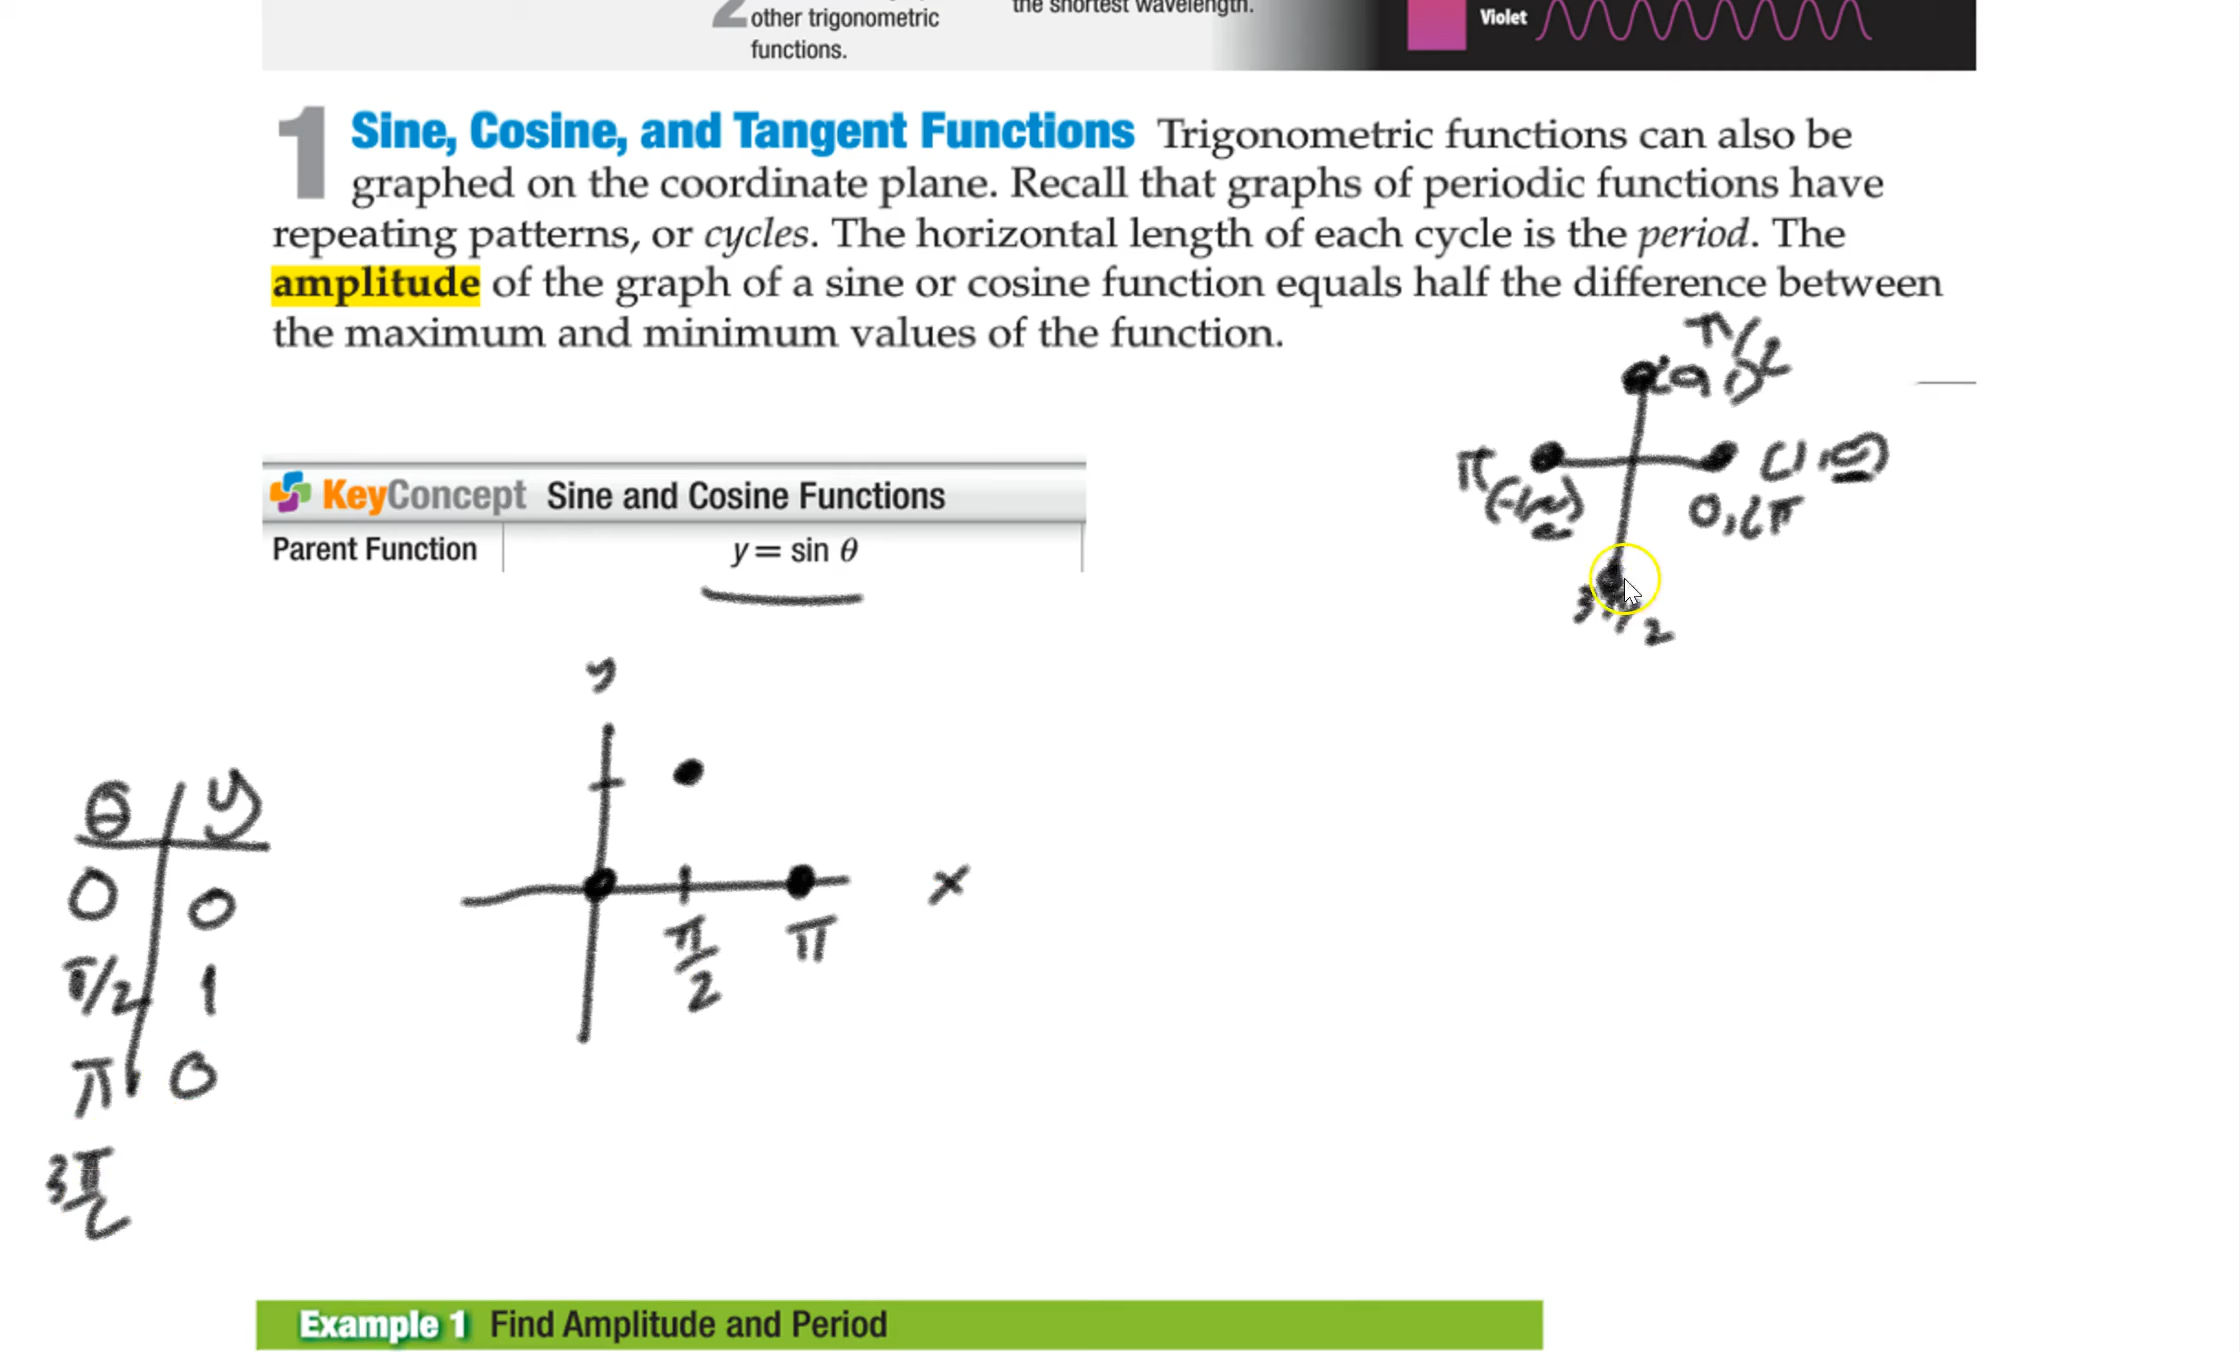 other trigonometric
functions.
the shortest wavelength.
Violet
1 Sine, Cosine, and Tangent Functions Trigonometric functions can also be
graphed on the coordinate plane. Recall that graphs of periodic functions have
repeating patterns, or cycles. The horizontal length of each cycle is the period. The
amplitude of the graph of a sine or cosine function equals half the difference between
the maximum and minimum values of the function.
π/2
π
(1,0)
0,2π
3π/2
KeyConcept Sine and Cosine Functions
Parent Function y = sin θ
y
x
π/2 π
θ y
0 0
π/2 1
π 0
3π/2
Example 1 Find Amplitude and Period